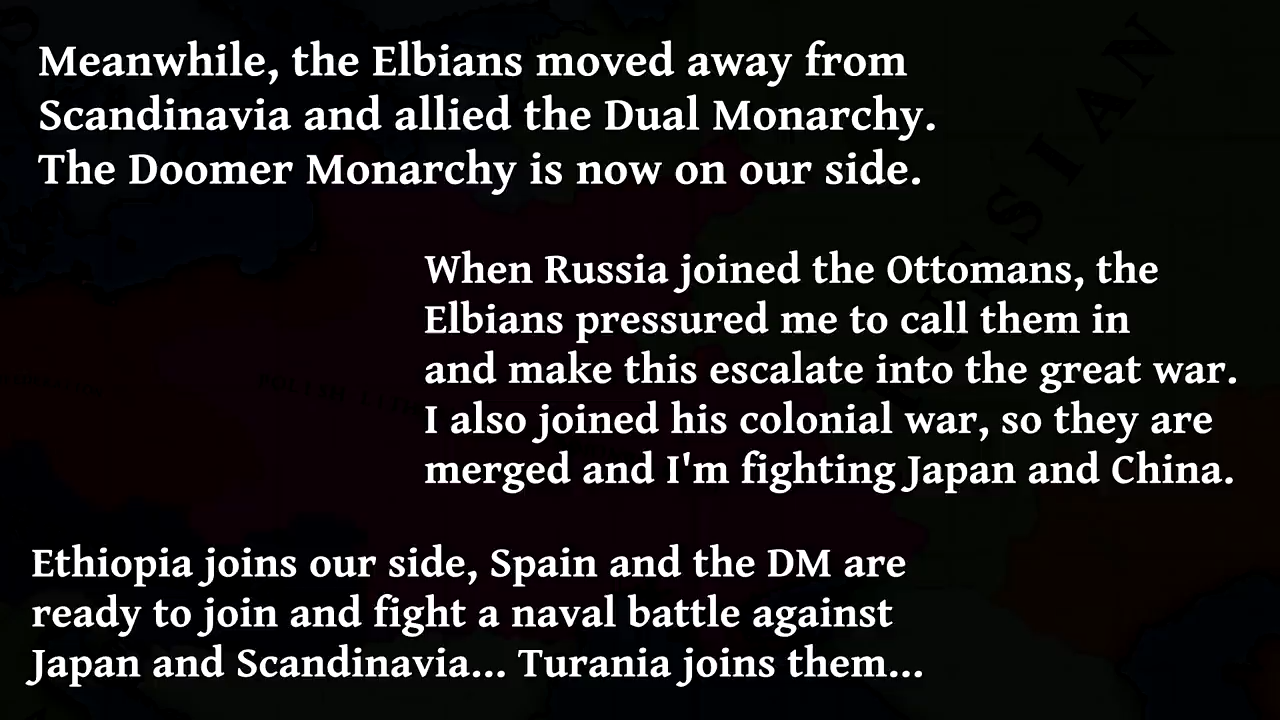 Meanwhile, the Elbians moved away from
Scandinavia and allied the Dual Monarchy.
The Doomer Monarchy is now on our side.
When Russia joined the Ottomans, the
Elbians pressured me to call them in
and make this escalate into the great war.
I also joined his colonial war, so they are
merged and I'm fighting Japan and China.
Ethiopia joins our side, Spain and the DM are
ready to join and fight a naval battle against
Japan and Scandinavia... Turania joins them...